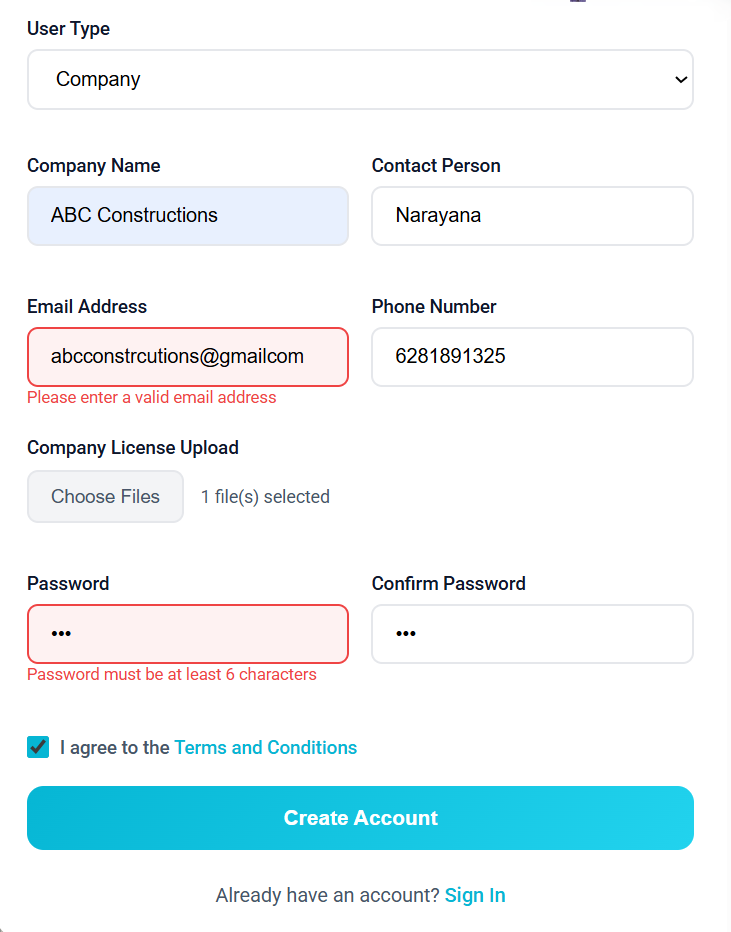 User Type
Company
Company Name Contact Person
ABC Constructions Narayana
Email Address Phone Number
abcconstrcutions@gmailcom 6281891325
Please enter a valid email address
Company License Upload
Choose Files 1 file(s) selected
Password Confirm Password
••• •••
Password must be at least 6 characters
I agree to the Terms and Conditions
Create Account
Already have an account? Sign In